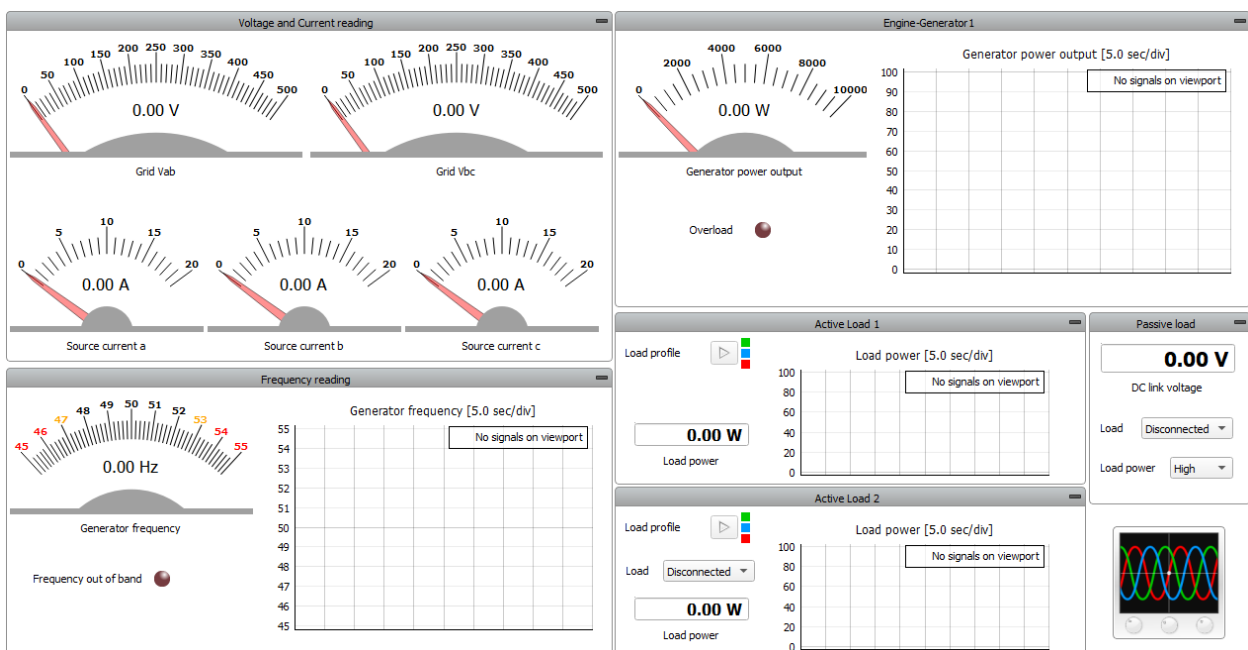 Voltage and Current reading
0 50 100 150 200 250 300 350 400 450 500
0.00 V
Grid Vab
0 50 100 150 200 250 300 350 400 450 500
0.00 V
Grid Vbc
0 5 10 15 20
0.00 A
Source current a
0 5 10 15 20
0.00 A
Source current b
0 5 10 15 20
0.00 A
Source current c
Engine-Generator1
0 2000 4000 6000 8000 10000
0.00 W
Generator power output
Overload
Generator power output [5.0 sec/div]
No signals on viewport
100
90
80
70
60
50
40
30
20
10
0
Frequency reading
45 46 47 48 49 50 51 52 53 54 55
0.00 Hz
Generator frequency
Frequency out of band
Generator frequency [5.0 sec/div]
No signals on viewport
55
54
53
52
51
50
49
48
47
46
45
Active Load 1
Load profile
0.00 W
Load power
Load power [5.0 sec/div]
No signals on viewport
100
80
60
40
20
0
Passive load
0.00 V
DC link voltage
Load Disconnected
Load power High
Active Load 2
Load profile
Load Disconnected
0.00 W
Load power
Load power [5.0 sec/div]
No signals on viewport
100
80
60
40
20
0